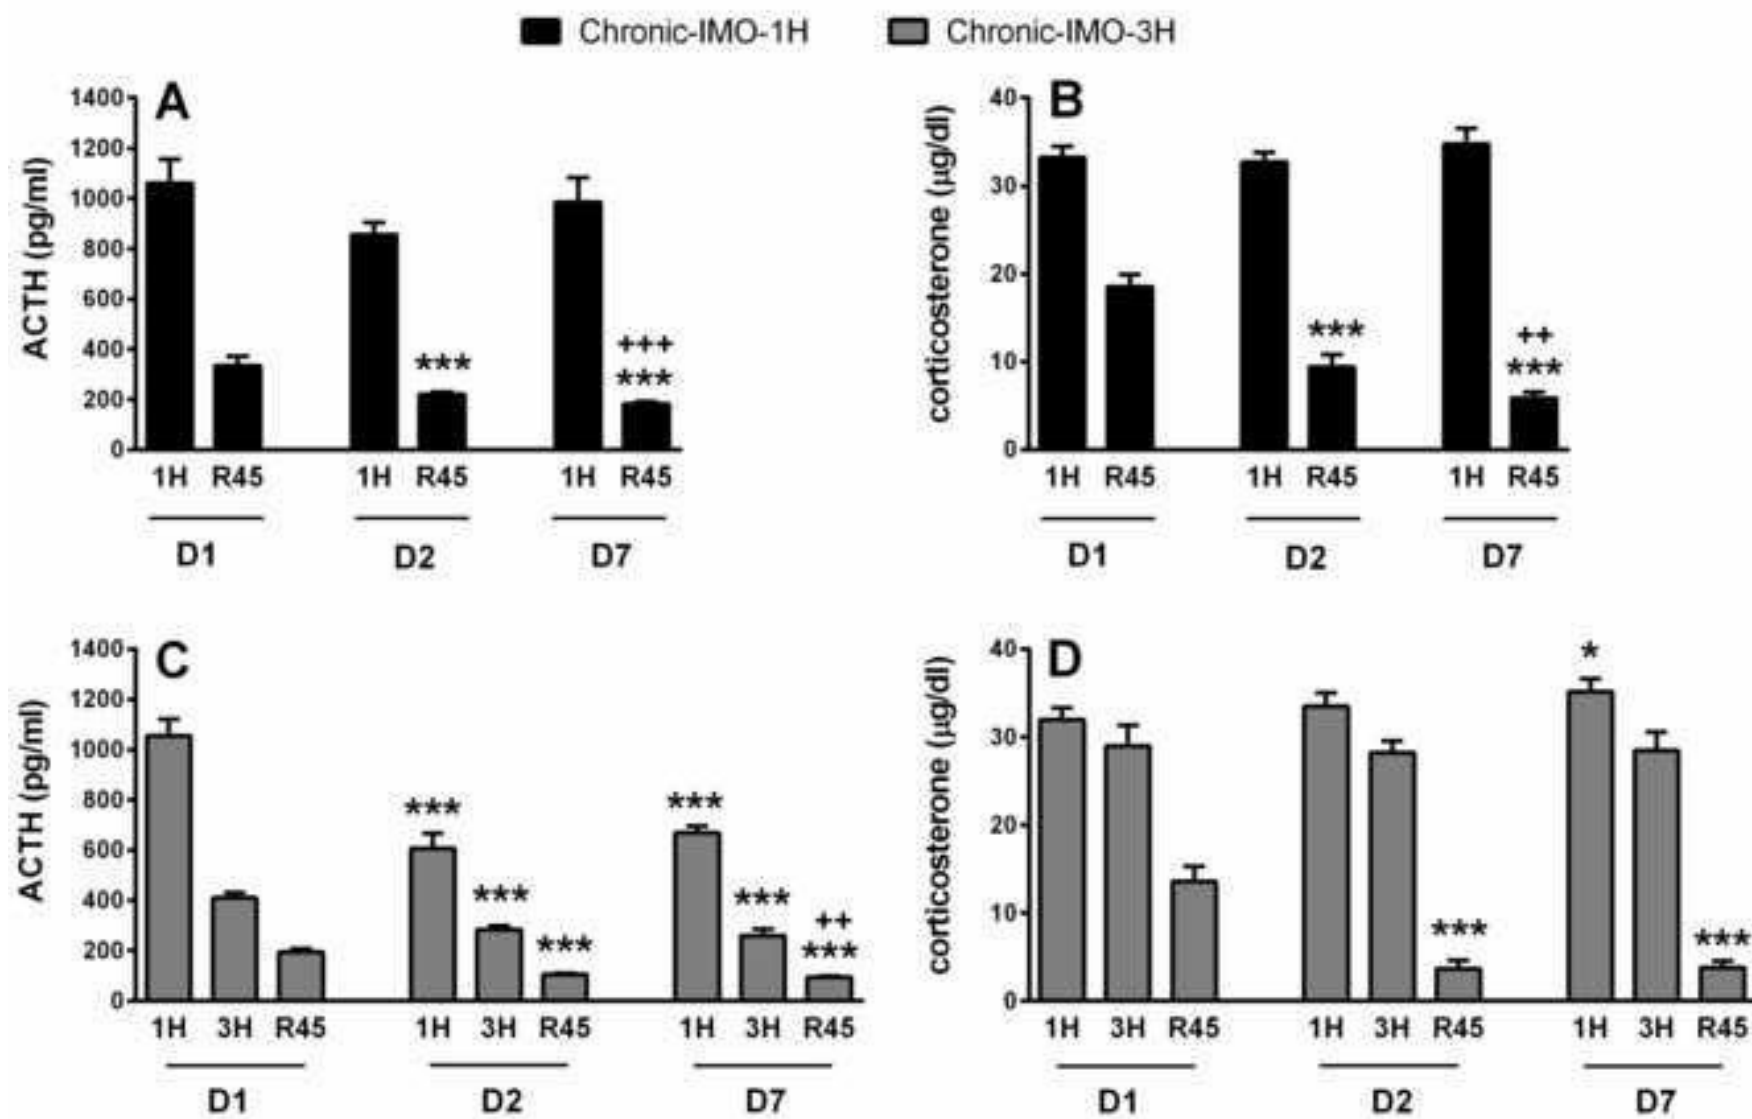 Chronic-IMO-1H Chronic-IMO-3H
A
ACTH (pg/ml)
1400
1200
1000
800
600
400
200
0
***
+++
***
1H R45 1H R45 1H R45
D1 D2 D7
B
corticosterone (µg/dl)
40
30
20
10
0
***
++
***
1H R45 1H R45 1H R45
D1 D2 D7
C
ACTH (pg/ml)
1400
1200
1000
800
600
400
200
0
*** *** *** *** ***
++
***
1H 3H R45 1H 3H R45 1H 3H R45
D1 D2 D7
D
corticosterone (µg/dl)
40
30
20
10
0
*
*** ***
1H 3H R45 1H 3H R45 1H 3H R45
D1 D2 D7